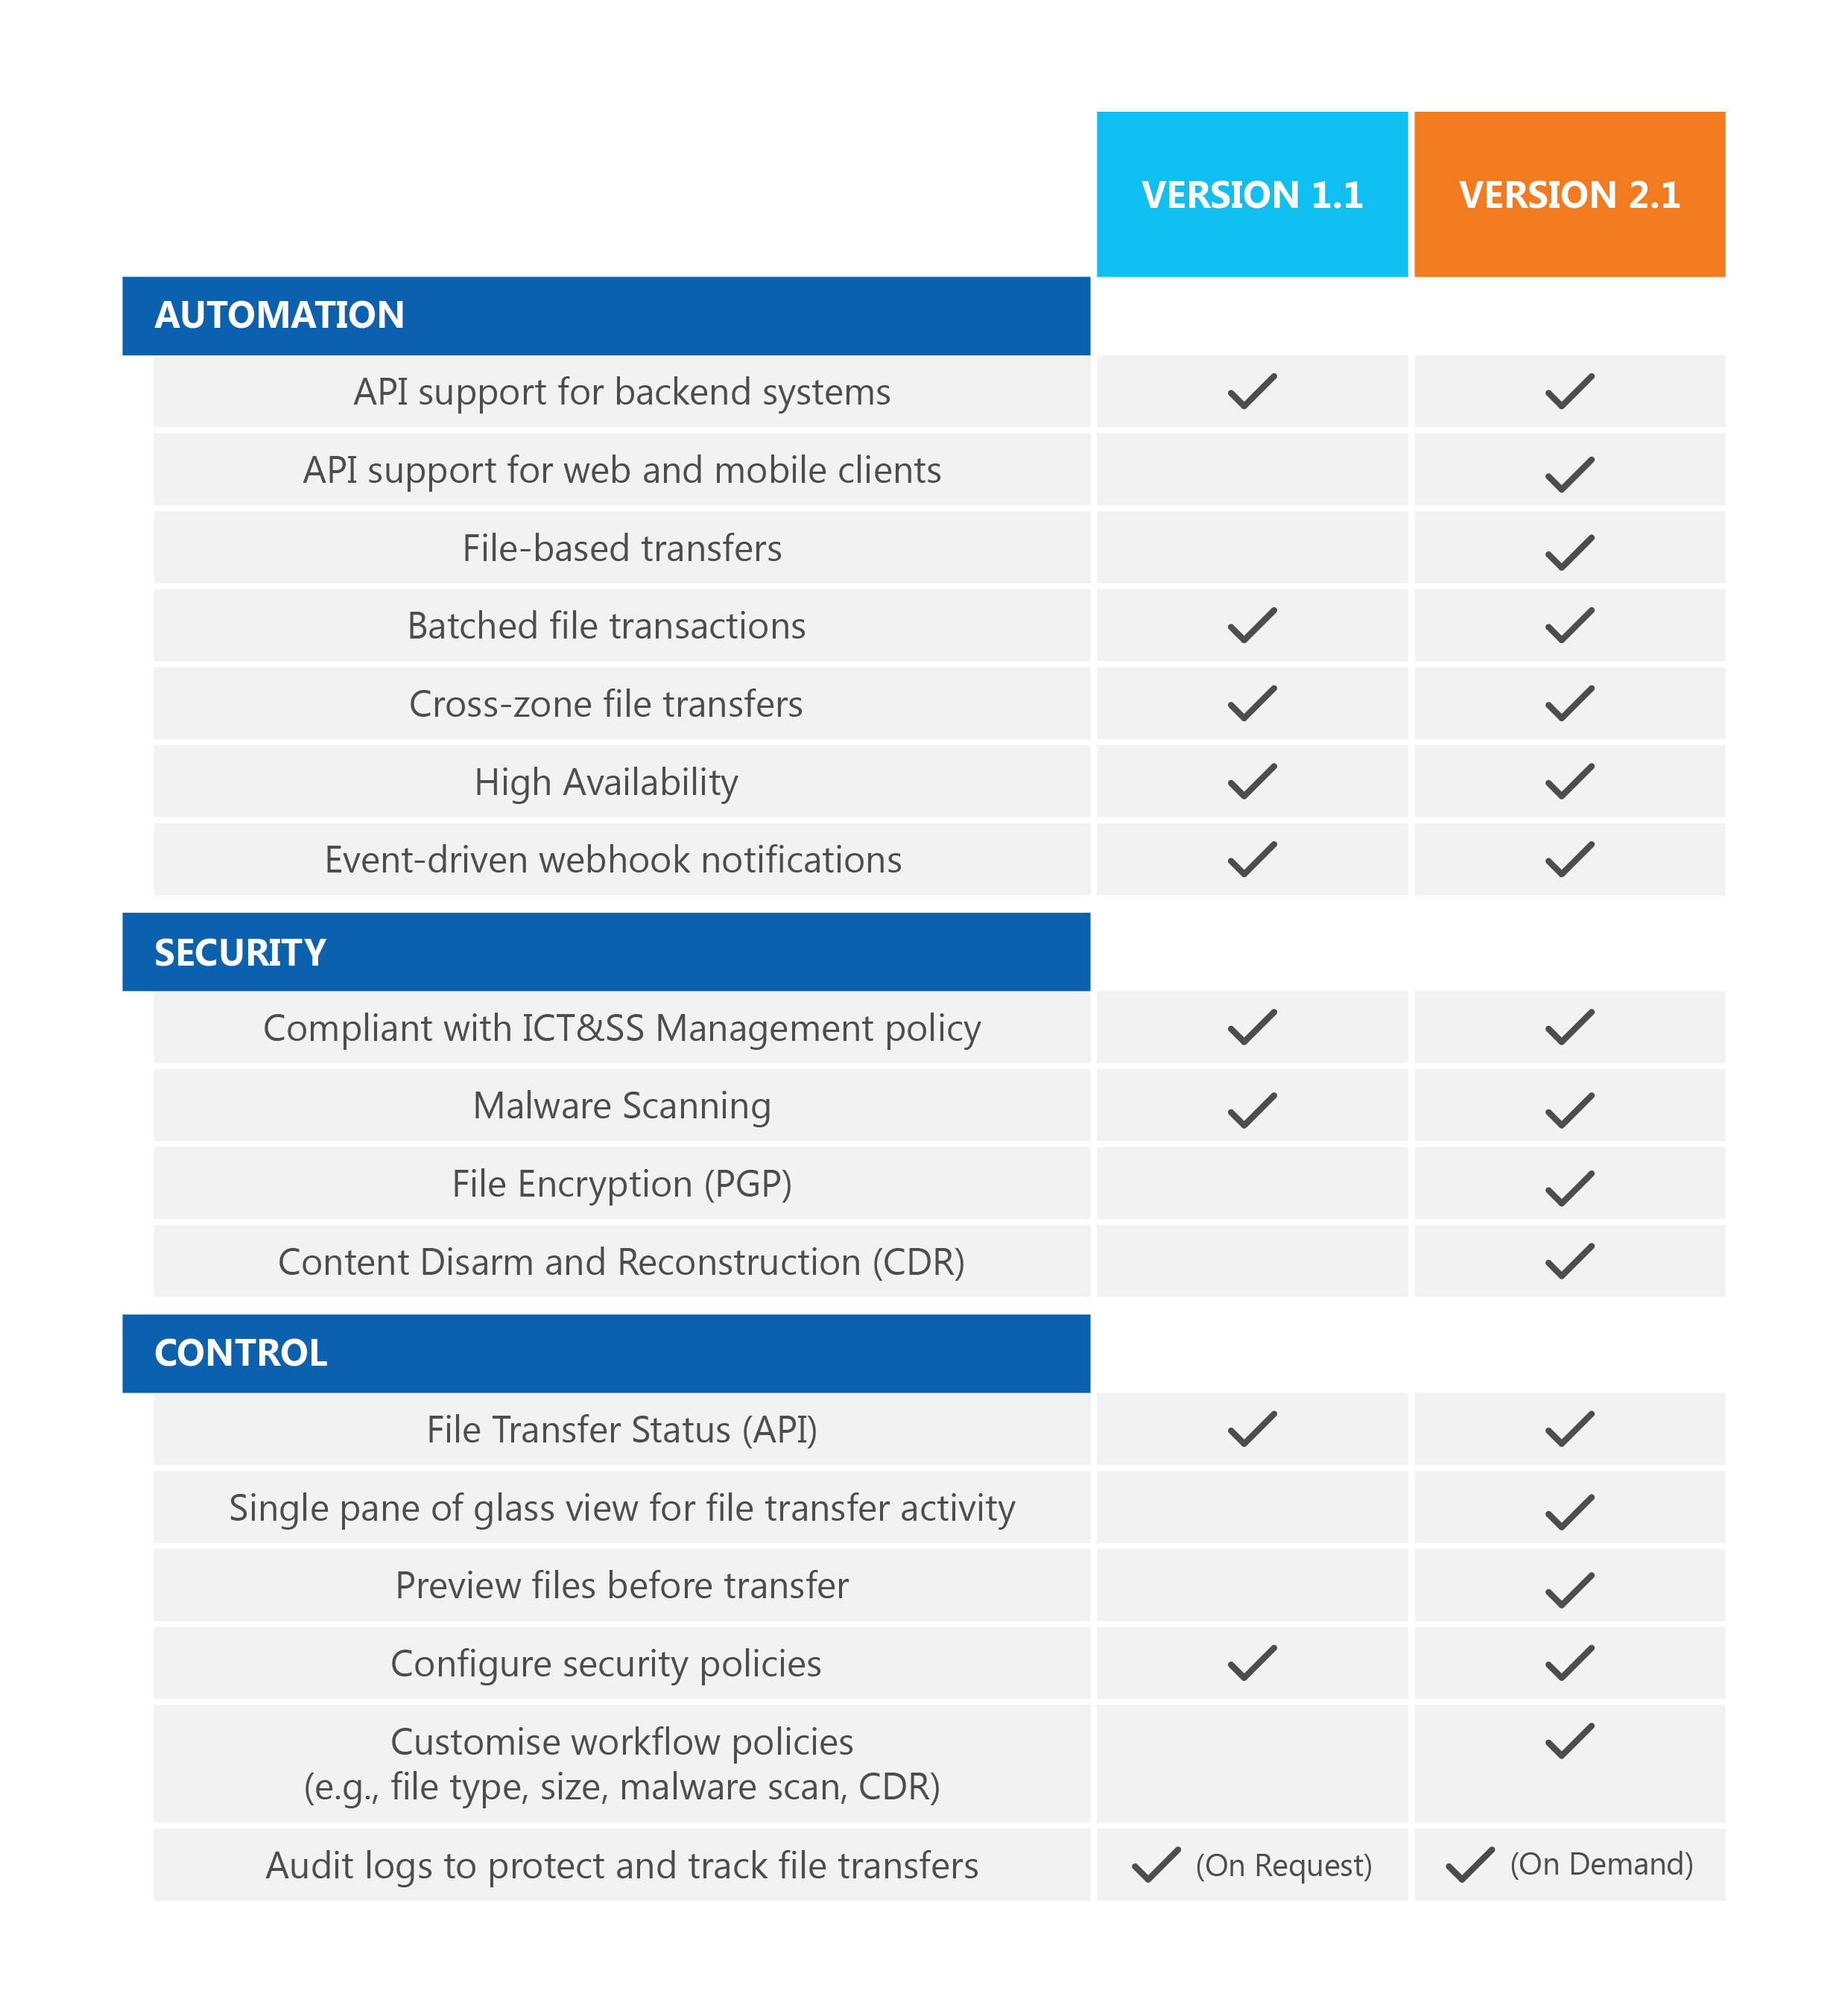 VERSION 1.1
VERSION 2.1
AUTOMATION
API support for backend systems
API support for web and mobile clients
File-based transfers
Batched file transactions
Cross-zone file transfers
High Availability
Event-driven webhook notifications
SECURITY
Compliant with ICT&SS Management policy
Malware Scanning
File Encryption (PGP)
Content Disarm and Reconstruction (CDR)
CONTROL
File Transfer Status (API)
Single pane of glass view for file transfer activity
Preview files before transfer
Configure security policies
Customise workflow policies
(e.g., file type, size, malware scan, CDR)
Audit logs to protect and track file transfers
(On Request)
(On Demand)